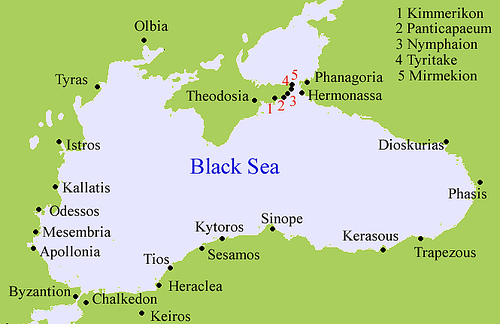 Olbia
1 Kimmerikon
2 Panticapaeum
3 Nymphaion
4 Tyritake
5 Mirmekion
Tyras
4 5
Phanagoria
Theodosia
Hermonassa
1 2 3
Istros
Dioskurias
Black Sea
Kallatis
Phasis
Odessos
Sinope
Mesembria
Kytoros
Kerasous
Apollonia
Sesamos
Trapezous
Tios
Byzantion
Heraclea
Chalkedon
Keiros